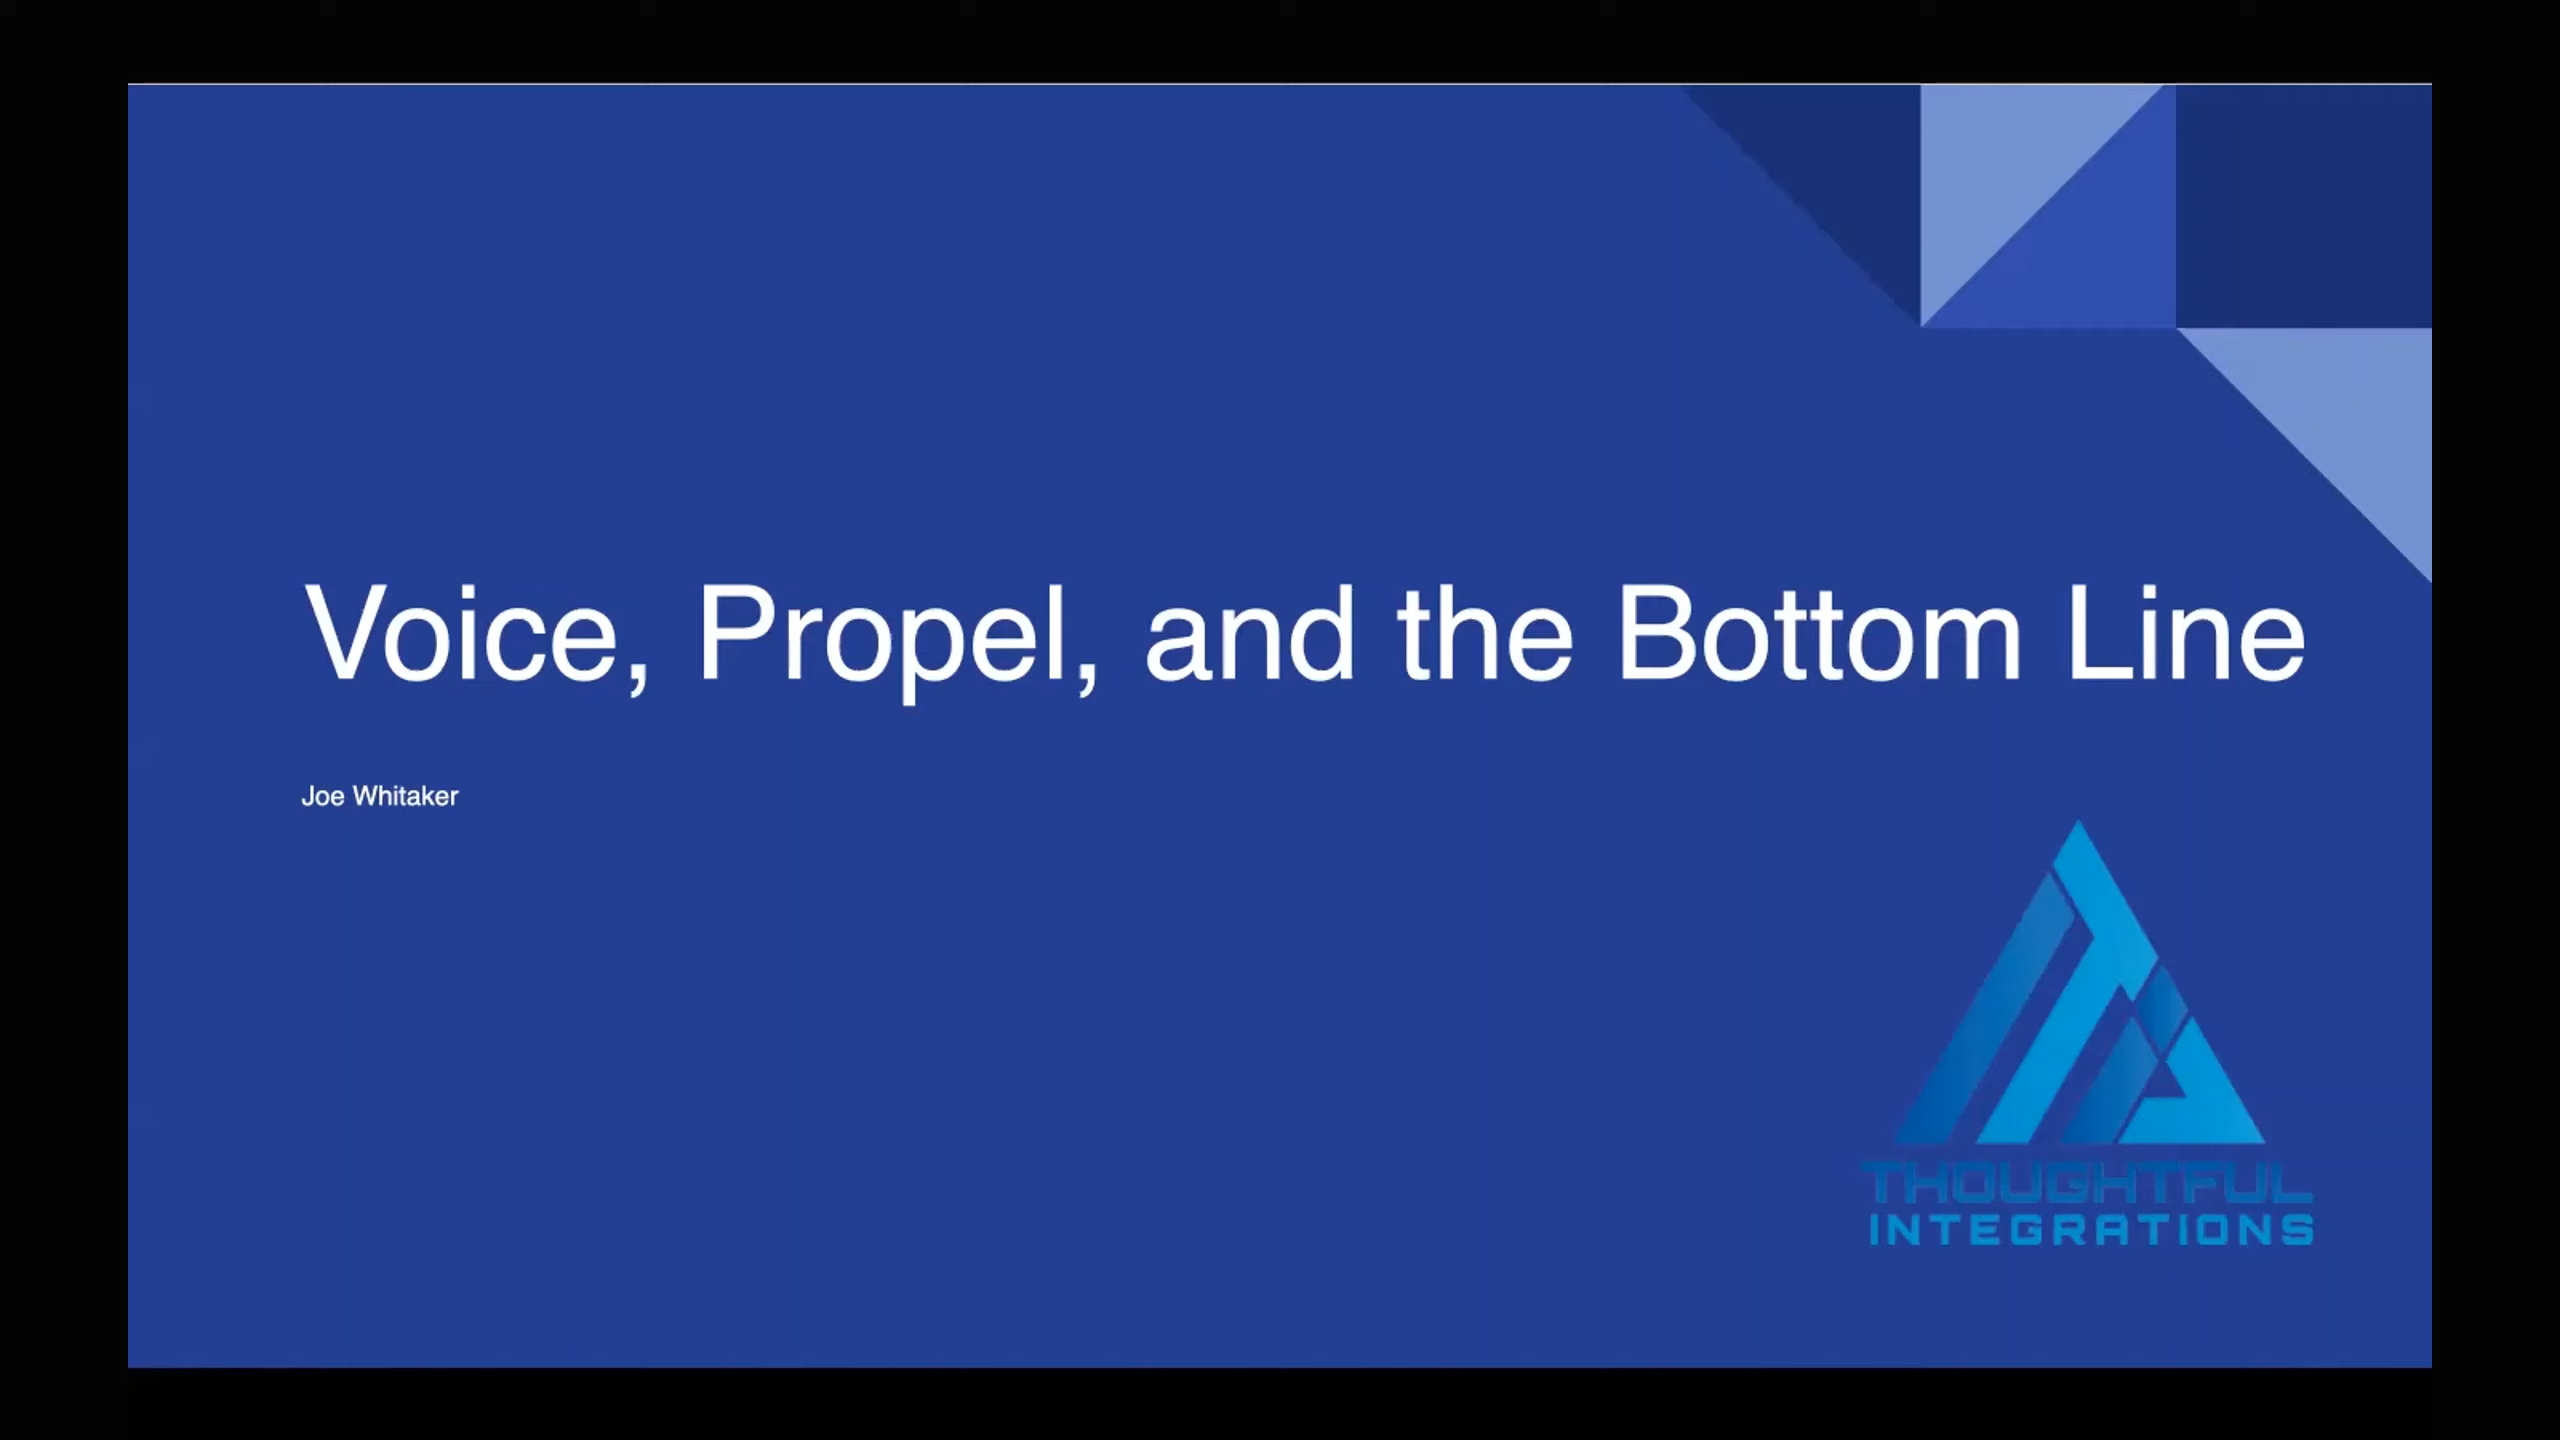 Voice, Propel, and the Bottom Line
Joe Whitaker
THOUGHTFUL
INTEGRATIONS